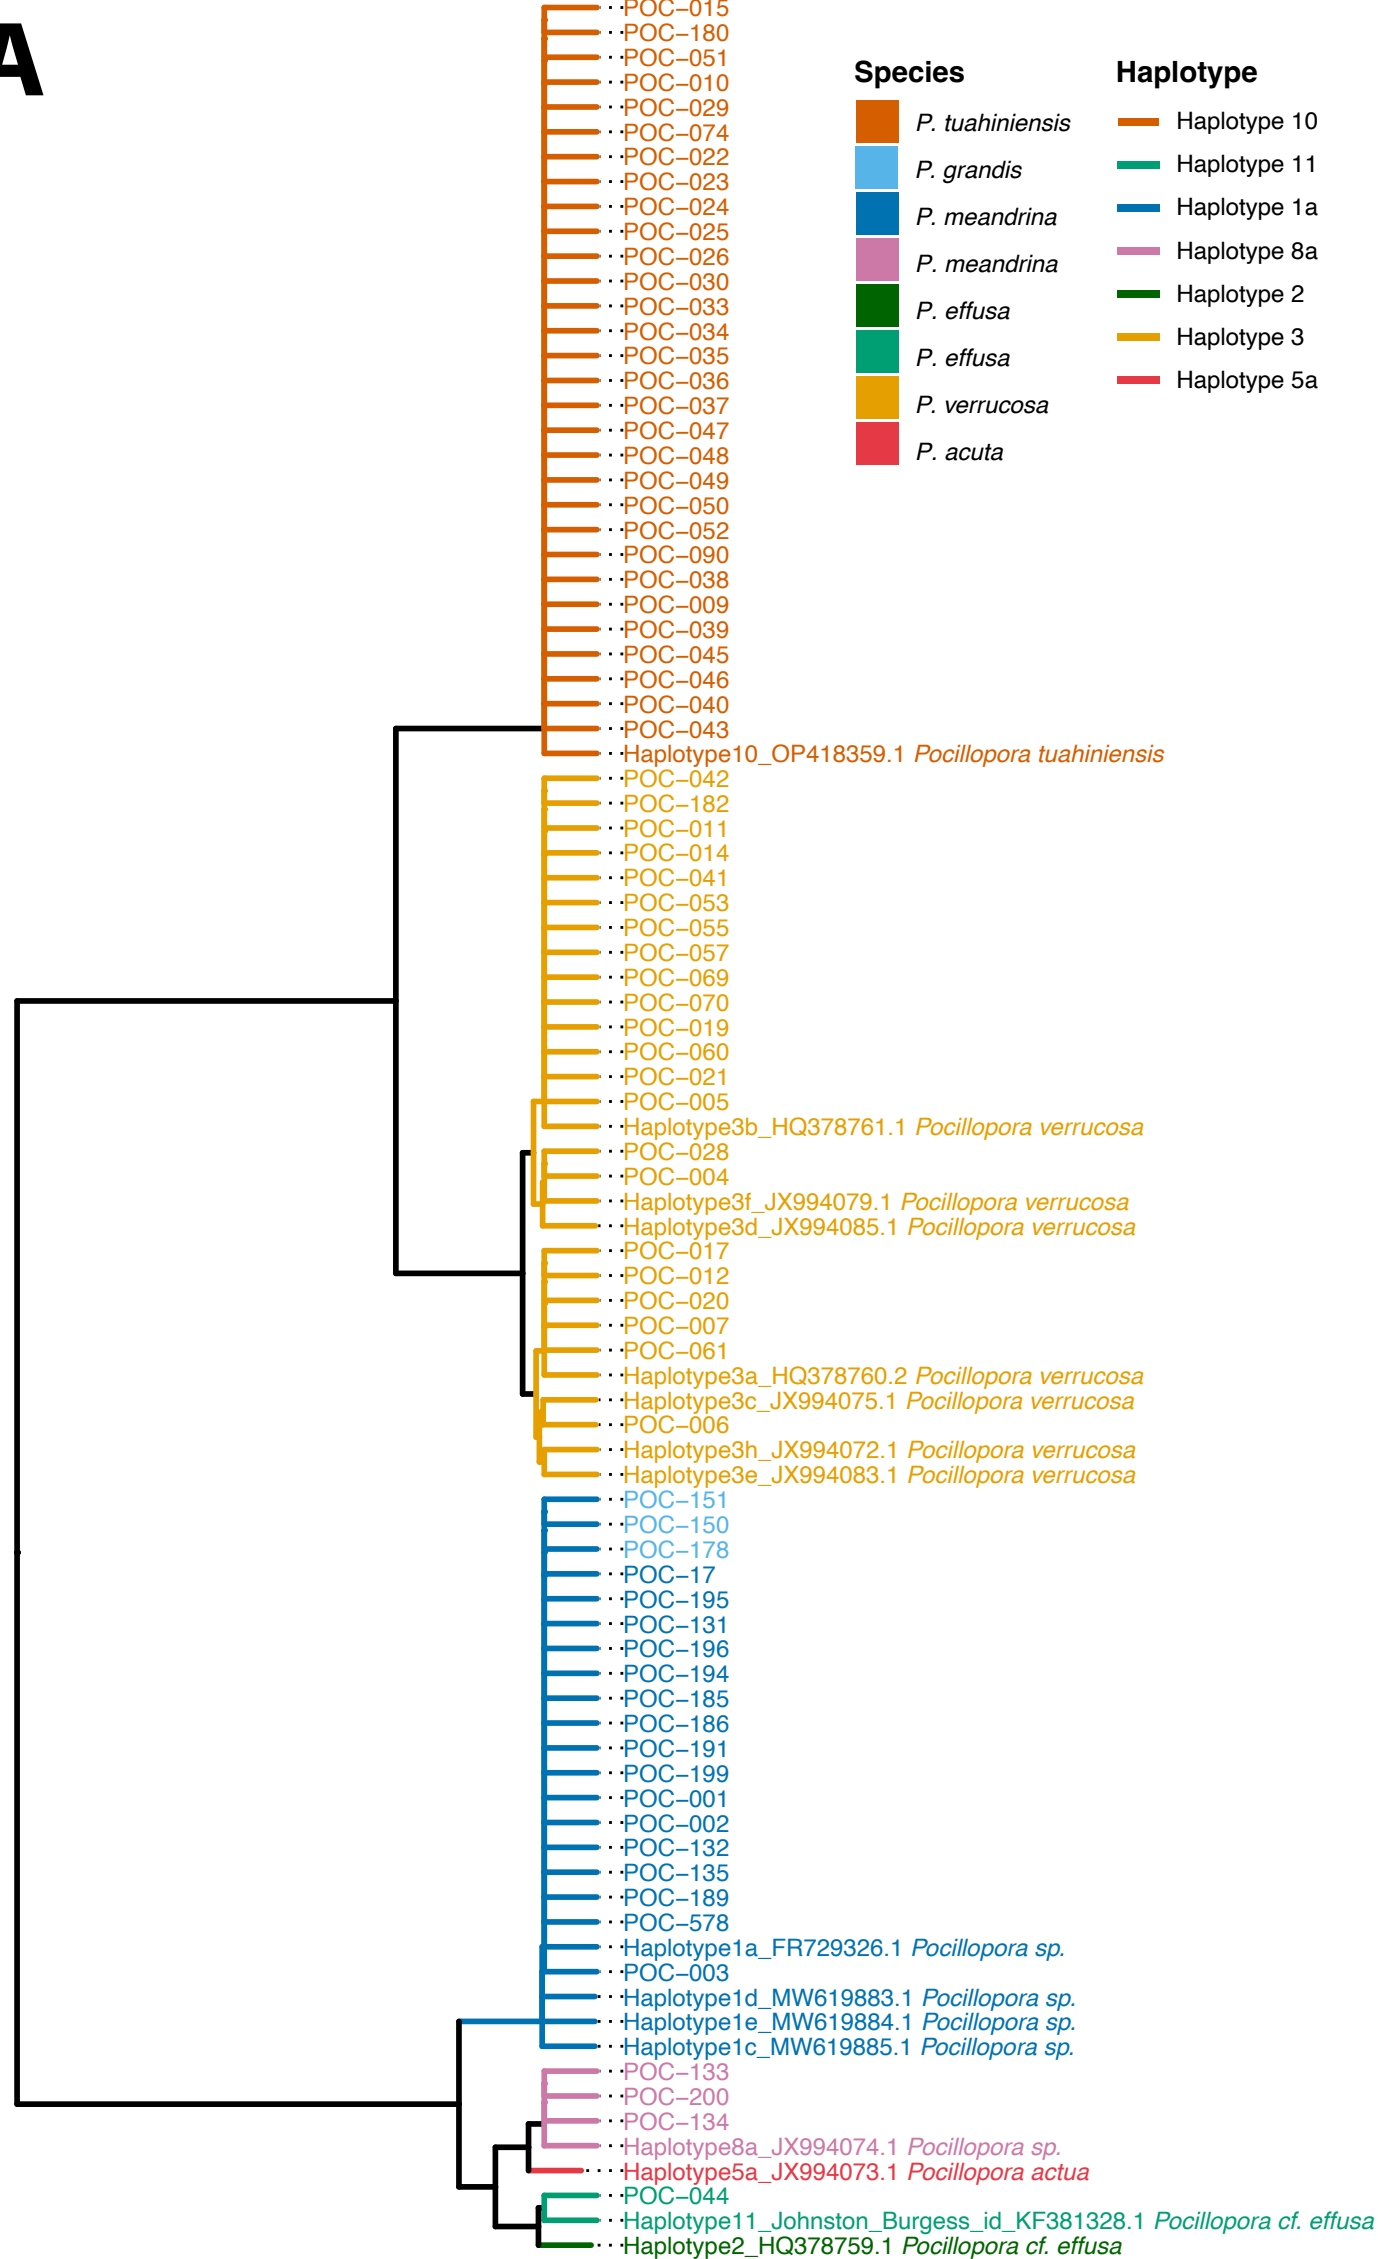 A
POC−015
POC−180
POC−051
POC−010
POC−029
POC−074
POC−022
POC−023
POC−024
POC−025
POC−026
POC−030
POC−033
POC−034
POC−035
POC−036
POC−037
POC−047
POC−048
POC−049
POC−050
POC−052
POC−090
POC−038
POC−009
POC−039
POC−045
POC−046
POC−040
POC−043
Haplotype10_OP418359.1 Pocillopora tuahiniensis
POC−042
POC−182
POC−011
POC−014
POC−041
POC−053
POC−055
POC−057
POC−069
POC−070
POC−019
POC−060
POC−021
POC−005
Haplotype3b_HQ378761.1 Pocillopora verrucosa
POC−028
POC−004
Haplotype3f_JX994079.1 Pocillopora verrucosa
Haplotype3d_JX994085.1 Pocillopora verrucosa
POC−017
POC−012
POC−020
POC−007
POC−061
Haplotype3a_HQ378760.2 Pocillopora verrucosa
Haplotype3c_JX994075.1 Pocillopora verrucosa
POC−006
Haplotype3h_JX994072.1 Pocillopora verrucosa
Haplotype3e_JX994083.1 Pocillopora verrucosa
POC−151
POC−150
POC−178
POC−17
POC−195
POC−131
POC−196
POC−194
POC−185
POC−186
POC−191
POC−199
POC−001
POC−002
POC−132
POC−135
POC−189
POC−578
Haplotype1a_FR729326.1 Pocillopora sp.
POC−003
Haplotype1d_MW619883.1 Pocillopora sp.
Haplotype1e_MW619884.1 Pocillopora sp.
Haplotype1c_MW619885.1 Pocillopora sp.
POC−133
POC−200
POC−134
Haplotype8a_JX994074.1 Pocillopora sp.
Haplotype5a_JX994073.1 Pocillopora actua
POC−044
Haplotype11_Johnston_Burgess_id_KF381328.1 Pocillopora cf. effusa
Haplotype2_HQ378759.1 Pocillopora cf. effusa
Species
P. tuahiniensis
P. grandis
P. meandrina
P. meandrina
P. effusa
P. effusa
P. verrucosa
P. acuta
Haplotype
Haplotype 10
Haplotype 11
Haplotype 1a
Haplotype 8a
Haplotype 2
Haplotype 3
Haplotype 5a